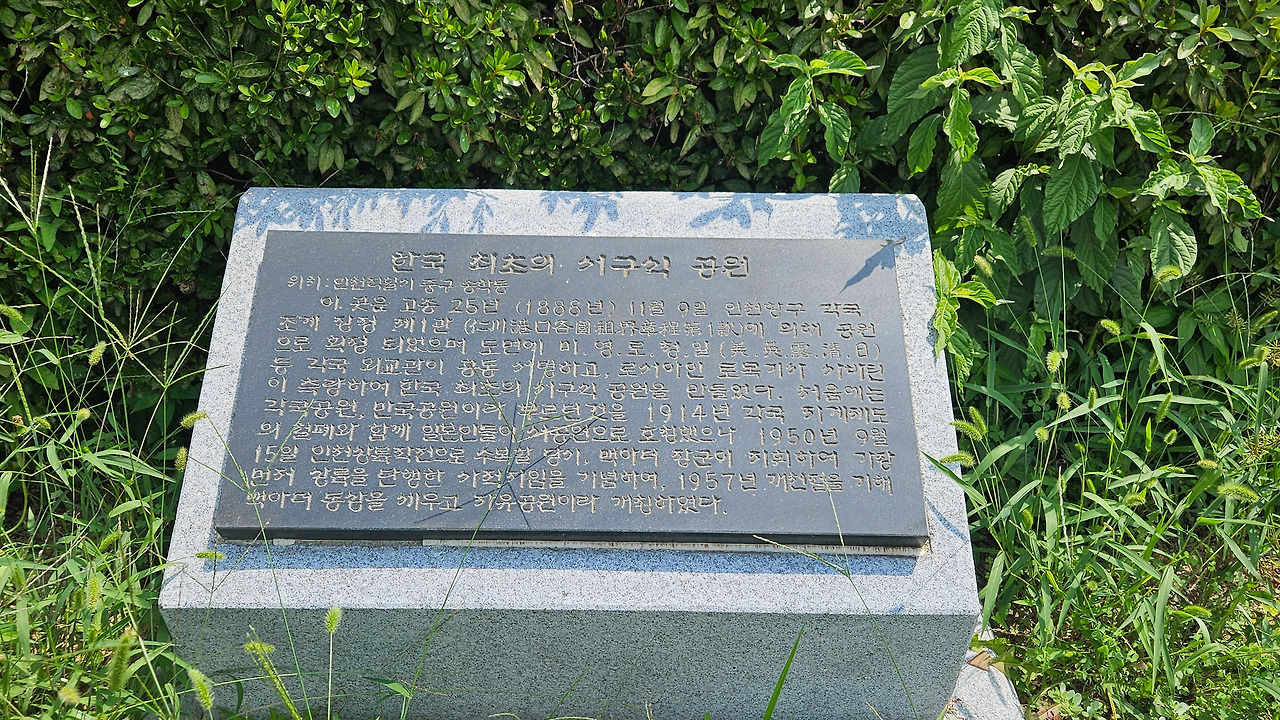 한국 최초의 서구식 공원
위치 : 인천직할시 중구 송학동
이 곳은 고종 25년 (1888년) 11월 9일 인천항구 각국
조계 장정 제1관 (仁川港口各國租界章程第1款)에 의해 공원
으로 획정 되었으며 도면에 미.영.로.청.일 (美.英.露.淸.日)
등 각국 외교관이 공동 서명하고, 로서아인 토목기사 사바틴
이 측량하여 한국 최초의 서구식 공원을 만들었다. 처음에는
각국공원, 만국공원이라 부르던 것을 1914년 각국 지계제도
의 철폐와 함께 일본인들이 서공원으로 호칭했으나 1950년 9월
15일 인천상륙작전으로 수복할 당시, 맥아더 장군이 지휘하여 가장
먼저 상륙을 단행한 사전처암을 기념하여, 1957년 개천절을 기해
맥아더 동상을 세우고 자유공원이라 개칭하였다.